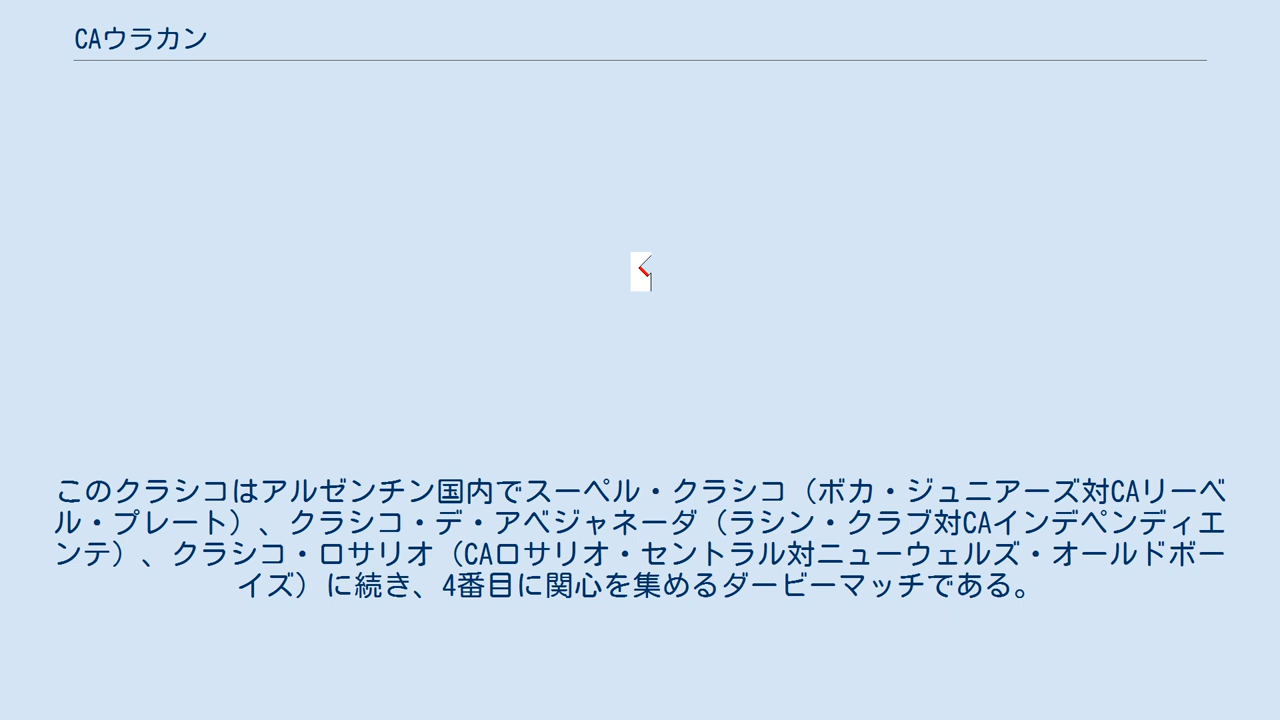 CAウラカン
このクラシコはアルゼンチン国内でスーペル・クラシコ（ボカ・ジュニアーズ対CAリーベ
ル・プレート）、クラシコ・デ・アベジャネーダ（ラシン・クラブ対CAインデペンディエ
ンテ）、クラシコ・ロサリオ（CAロサリオ・セントラル対ニューウェルズ・オールドボー
イズ）に続き、4番目に関心を集めるダービーマッチである。